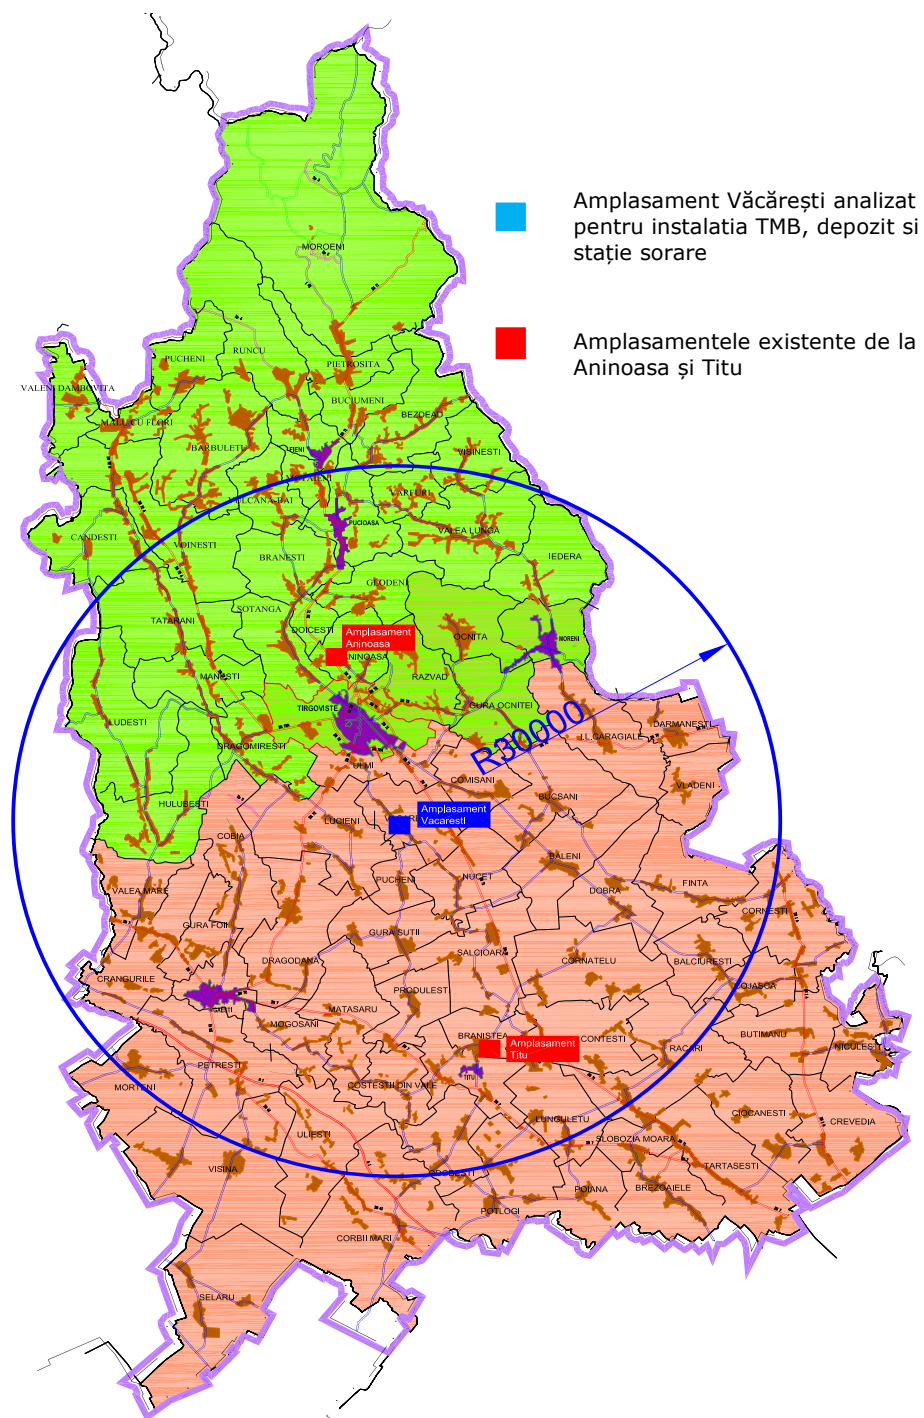 Amplasament Văcărești analizat
pentru instalatia TMB, depozit si
stație sorare
Amplasamentele existente de la
Aninoasa și Titu
MOROENI
PUCHENI
RUNCU
PIETROSITA
VALENI DAMBOVITA
BUCIUMENI
BEZDEAD
MALU CU FLORI
BARBULETU
FIENI
VISINESTI
VULCANA-BAI
VARFURI
PUCIOASA
VALEA LUNGA
CANDESTI
VOINESTI
BRANESTI
IEDERA
GLODENI
SOTANGA
TATARANI
DOICESTI
Amplasament
Aninoasa
OCNITA
MORENI
MANESTI
RAZVAD
TIRGOVISTE
GURA OCNITEI
LUDESTI
DRAGOMIRESTI
R30000
I.L.CARAGIALE
DARMANESTI
ULMI
COMISANI
VLADENI
HULUBESTI
BUCSANI
Amplasament
Vacaresti
LUCIENI
COBIA
BALENI
PUCHENI
NUCET
VALEA MARE
DOBRA
FINTA
CORNESTI
GURA FOII
GURA SUTII
SALCIOARA
DRAGODANA
CORNATELU
BALCIURESTI
CRANGURILE
PRODULEST
COJASCA
MATASARU
MOGOSANI
BRANISTEA
Amplasament
Titu
CONTESTI
BUTIMANU
RACARI
NICULESTI
PETRESTI
TITU
MORTENI
COSTESTII DIN VALE
LUNGULETU
CIOCANESTI
CREVEDIA
ULIESTI
SLOBOZIA MOARA
VISINA
TARTASESTI
POIANA
BREZOAIELE
POTLOGI
CORBII MARI
SELARU